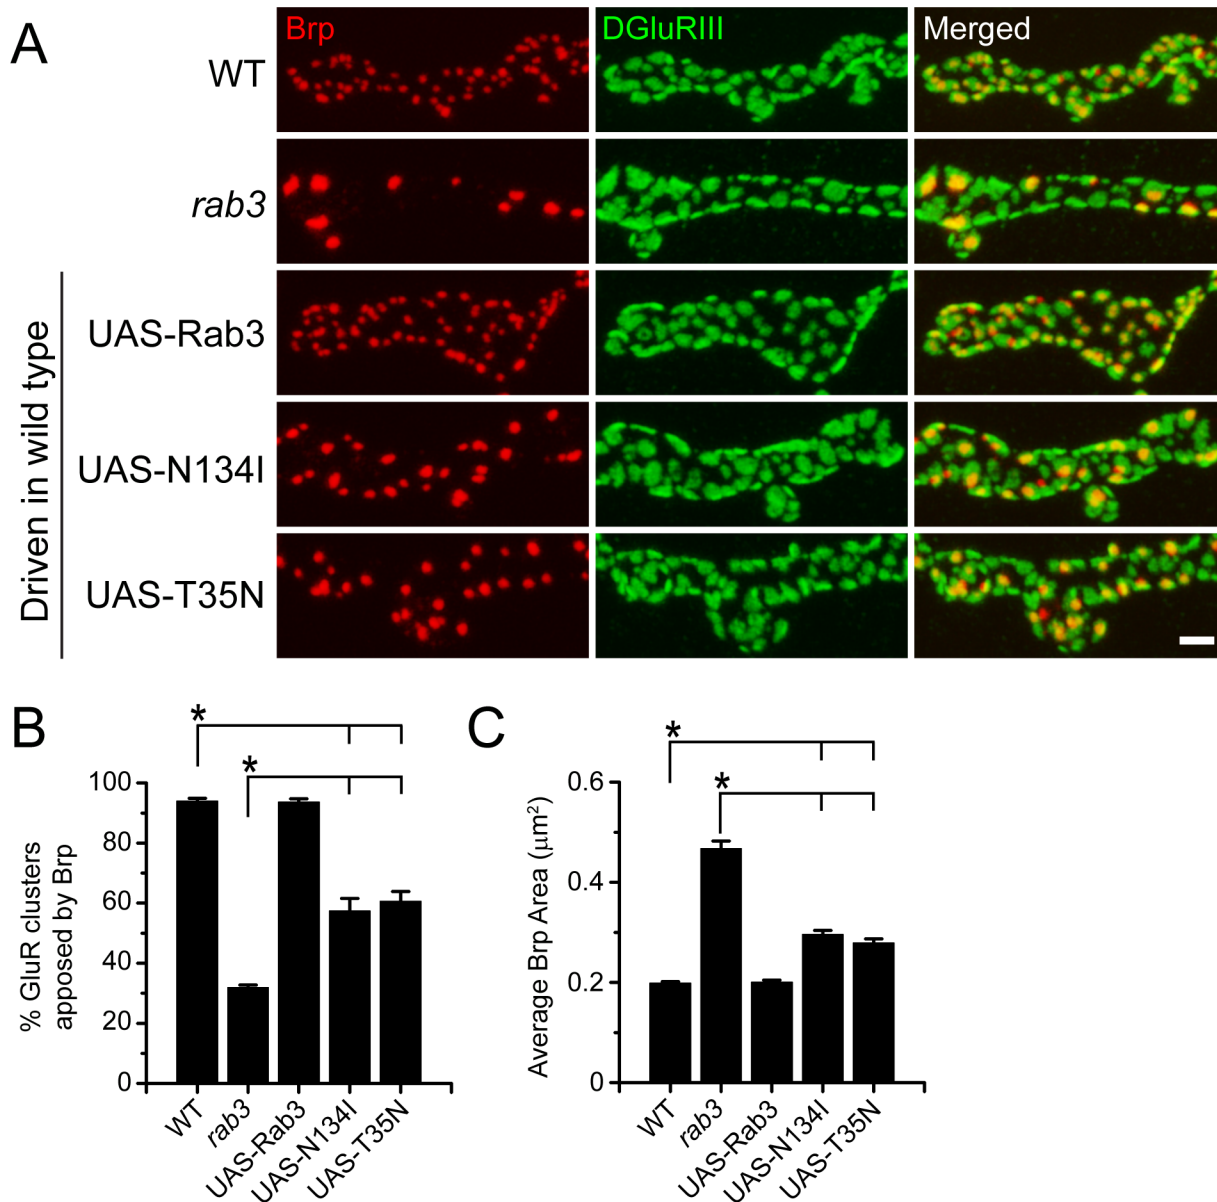 A
Brp
DGluRIII
Merged
WT
rab3
UAS-Rab3
UAS-N134I
UAS-T35N
Driven in wild type
B
*
*
% GluR clusters
apposed by Brp
100
80
60
40
20
0
WT
rab3
UAS-Rab3
UAS-N134I
UAS-T35N
C
*
*
Average Brp Area (μm²)
0.6
0.4
0.2
0
WT
rab3
UAS-Rab3
UAS-N134I
UAS-T35N